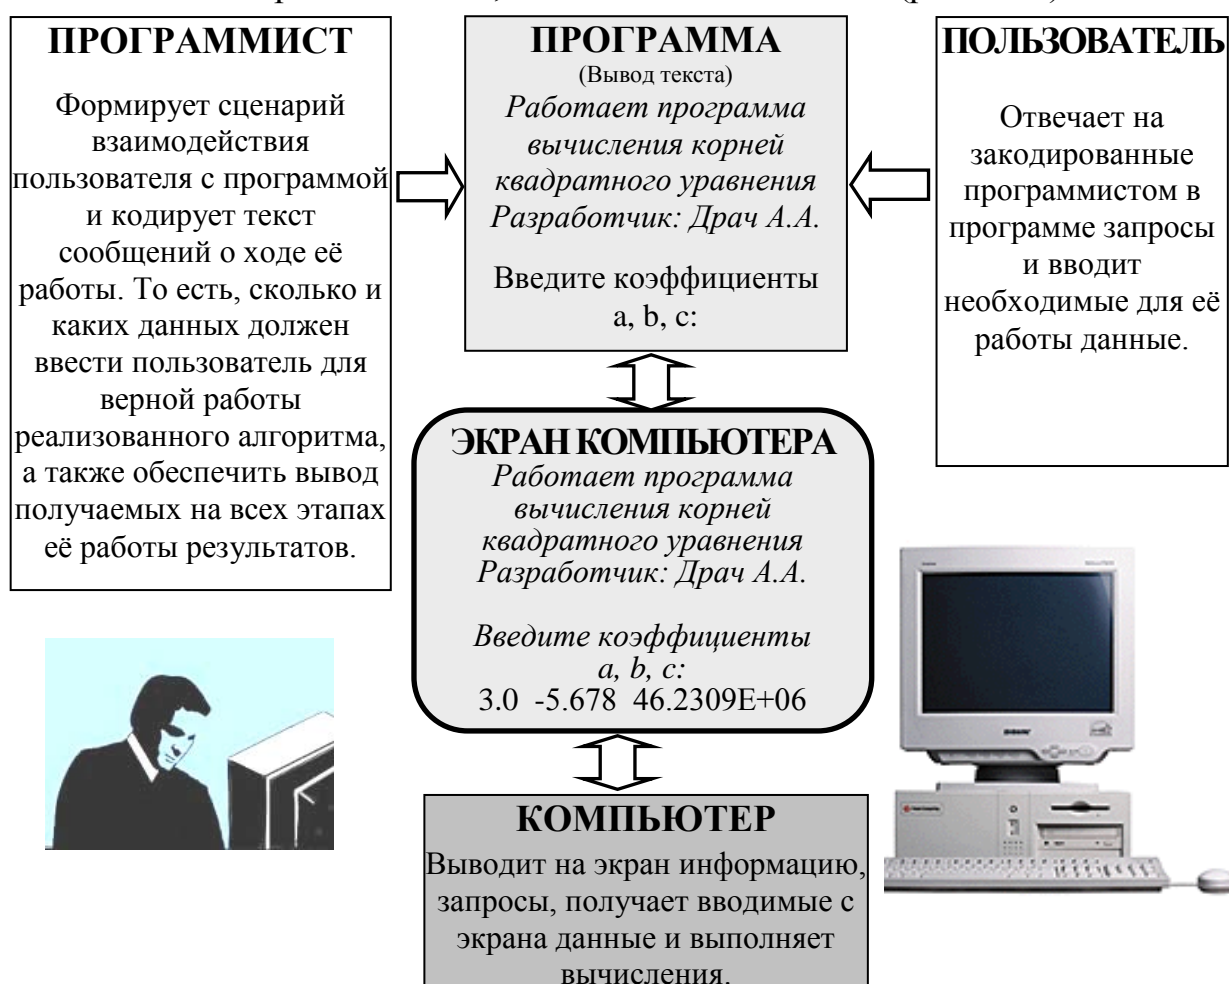 ПРОГРАММИСТ
Формирует сценарий
взаимодействия
пользователя с программой
и кодирует текст
сообщений о ходе её
работы. То есть, сколько и
каких данных должен
ввести пользователь для
верной работы
реализованного алгоритма,
а также обеспечить вывод
получаемых на всех этапах
её работы результатов.
ПРОГРАММА
(Вывод текста)
Работает программа
вычисления корней
квадратного уравнения
Разработчик: Драч А.А.
Введите коэффициенты
a, b, c:
ПОЛЬЗОВАТЕЛЬ
Отвечает на
закодированные
программистом в
программе запросы
и вводит
необходимые для её
работы данные.
ЭКРАН КОМПЬЮТЕРА
Работает программа
вычисления корней
квадратного уравнения
Разработчик: Драч А.А.
Введите коэффициенты
a, b, c:
3.0 -5.678 46.2309E+06
КОМПЬЮТЕР
Выводит на экран информацию,
запросы, получает вводимые с
экрана данные и выполняет
вычисления.